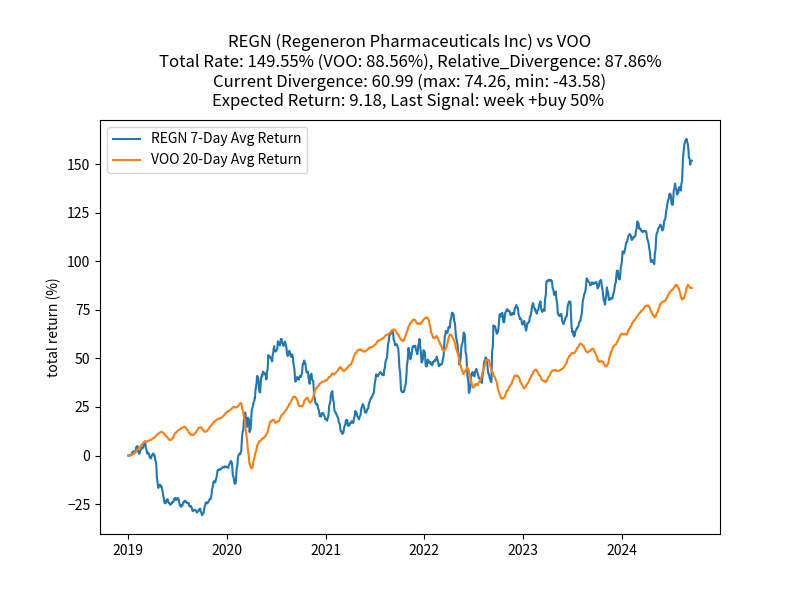 REGN (Regeneron Pharmaceuticals Inc) vs VOO
Total Rate: 149.55% (VOO: 88.56%), Relative_Divergence: 87.86%
Current Divergence: 60.99 (max: 74.26, min: -43.58)
Expected Return: 9.18, Last Signal: week +buy 50%
REGN 7-Day Avg Return
VOO 20-Day Avg Return
total return (%)
150
125
100
75
50
25
0
−25
2019
2020
2021
2022
2023
2024